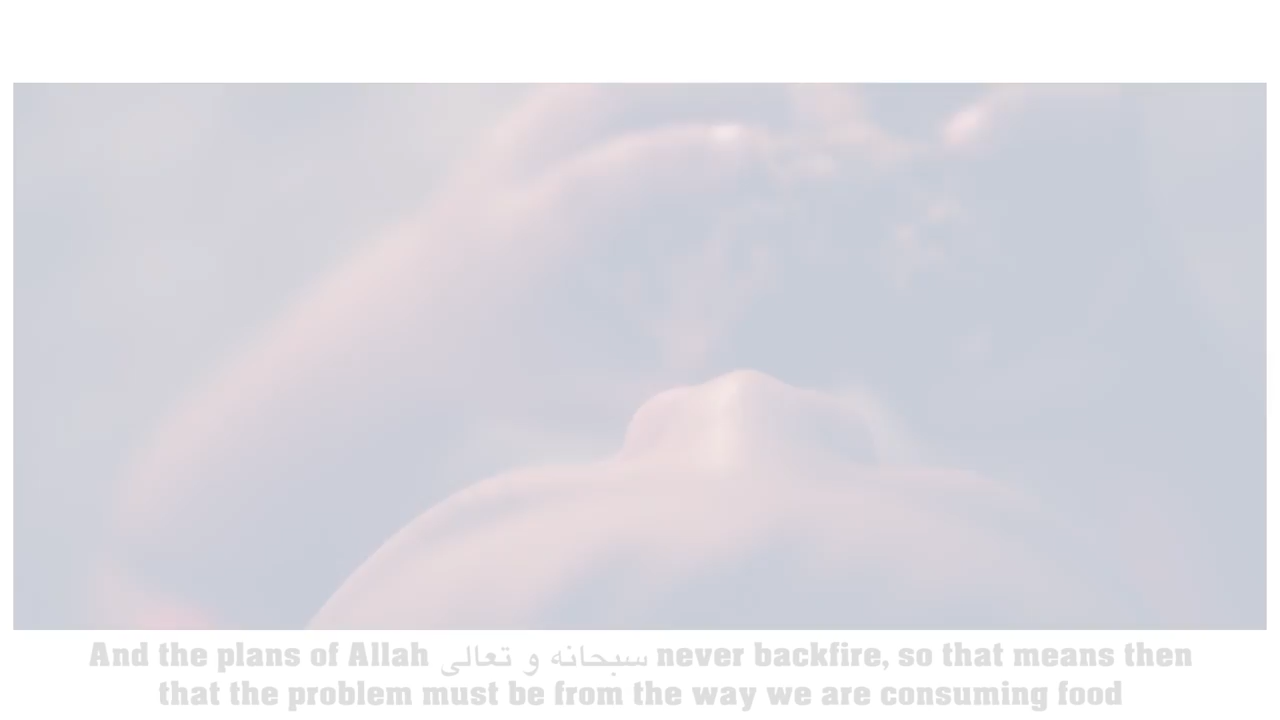 And the plans of Allah سبحانه و تعالى never backfire, so that means then
that the problem must be from the way we are consuming food